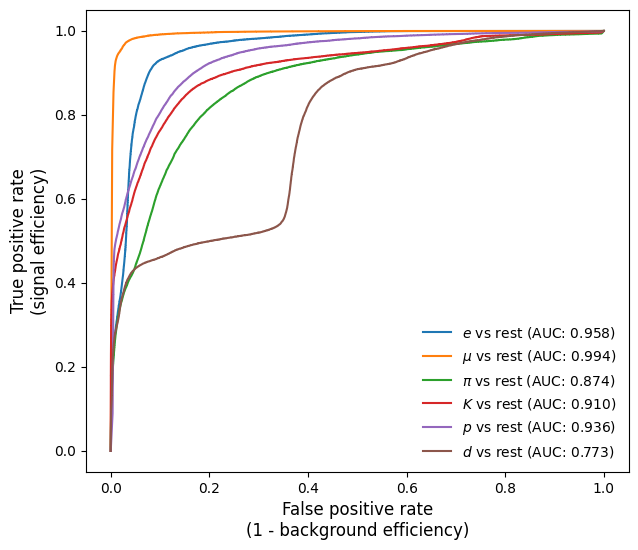 True positive rate
(signal efficiency)
1.0
0.8
0.6
0.4
0.2
0.0
e vs rest (AUC: 0.958)
μ vs rest (AUC: 0.994)
π vs rest (AUC: 0.874)
K vs rest (AUC: 0.910)
p vs rest (AUC: 0.936)
d vs rest (AUC: 0.773)
0.0 0.2 0.4 0.6 0.8 1.0
False positive rate
(1 - background efficiency)